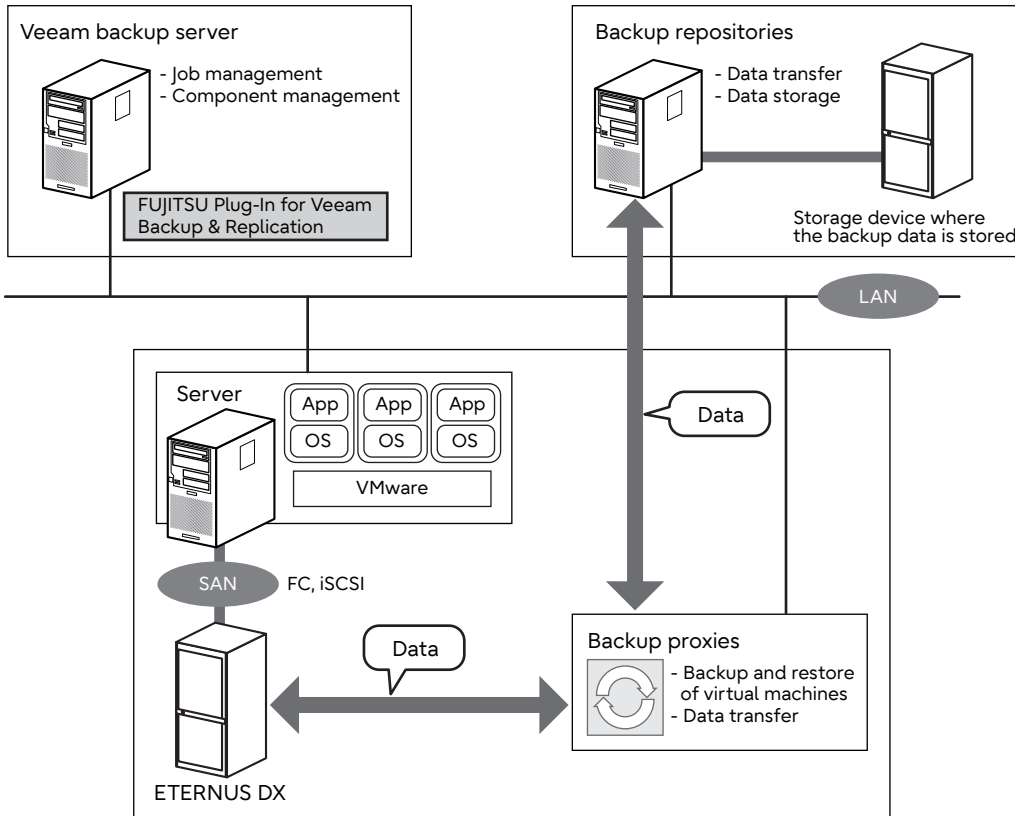 Veeam backup server
- Job management
- Component management
FUJITSU Plug-In for Veeam
Backup & Replication
Backup repositories
- Data transfer
- Data storage
Storage device where
the backup data is stored
LAN
Server
App
App
App
OS
OS
OS
VMware
Data
SAN
FC, iSCSI
Data
ETERNUS DX
Backup proxies
- Backup and restore
of virtual machines
- Data transfer